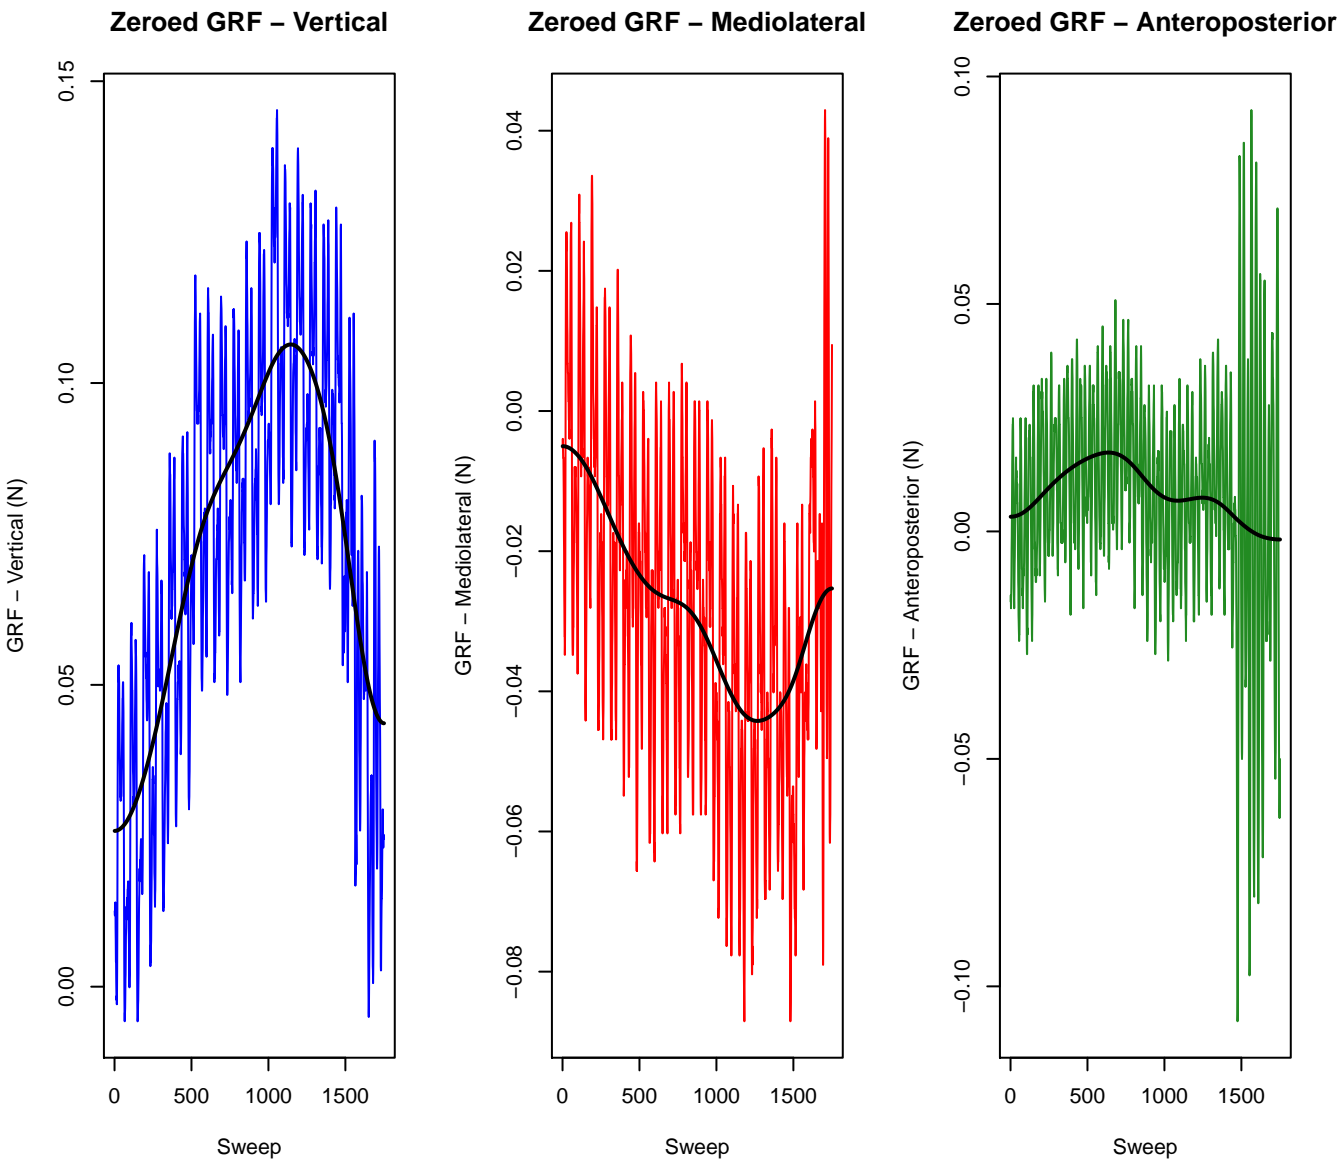 Zeroed GRF – Vertical
GRF – Vertical (N)
0.15
0.10
0.05
0.00
0 500 1000 1500
Sweep
Zeroed GRF – Mediolateral
GRF – Mediolateral (N)
0.04
0.02
0.00
−0.02
−0.04
−0.06
−0.08
0 500 1000 1500
Sweep
Zeroed GRF – Anteroposterior
GRF – Anteroposterior (N)
0.10
0.05
0.00
−0.05
−0.10
0 500 1000 1500
Sweep